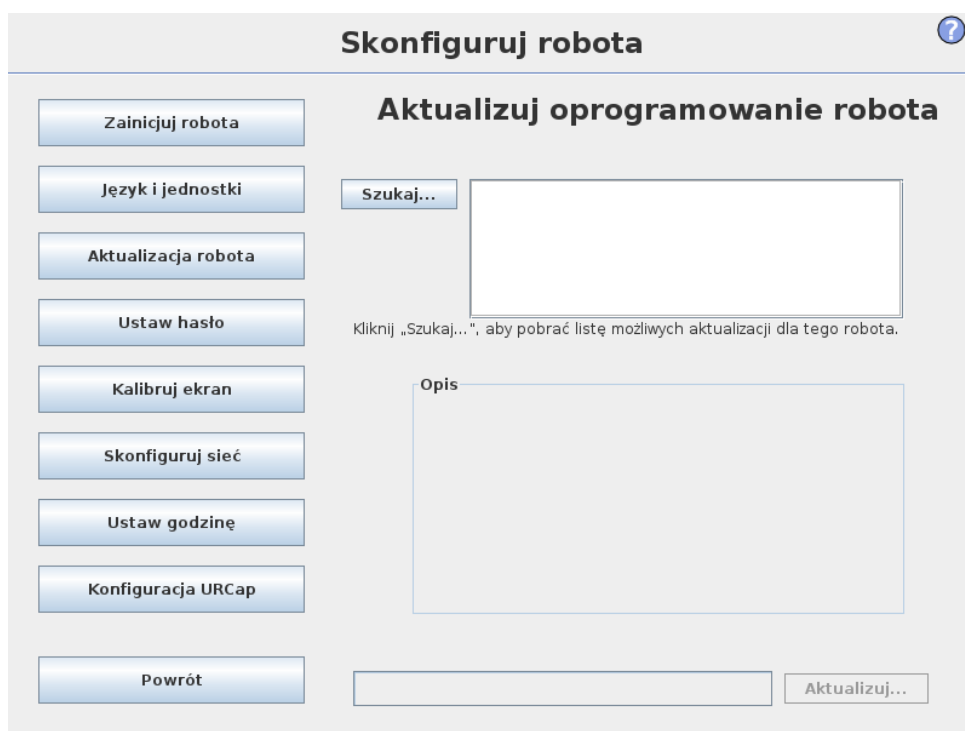 Skonfiguruj robota
?
Zainicjuj robota
Język i jednostki
Aktualizacja robota
Ustaw hasło
Kalibruj ekran
Skonfiguruj sieć
Ustaw godzinę
Konfiguracja URCap
Powrót
Aktualizuj oprogramowanie robota
Szukaj...
Kliknij „Szukaj...", aby pobrać listę możliwych aktualizacji dla tego robota.
Opis
Aktualizuj...